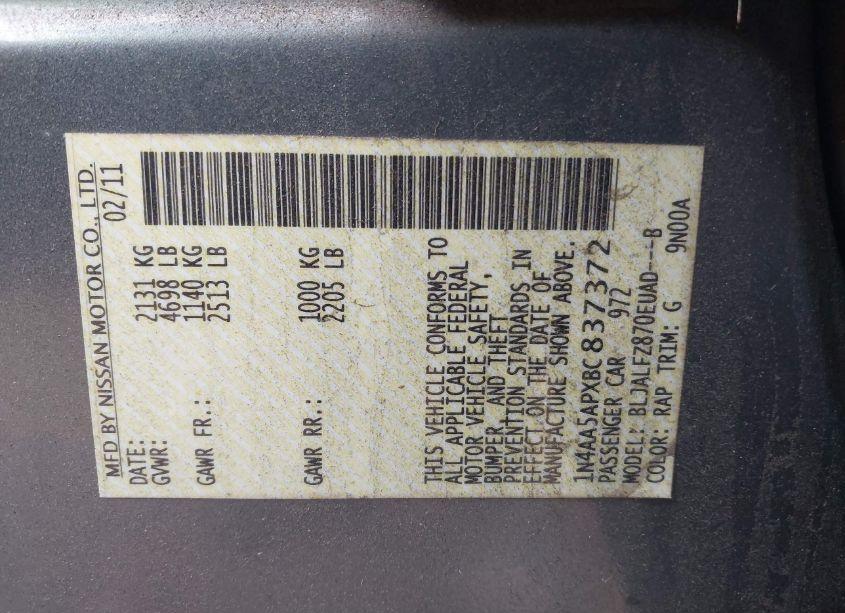 MFD BY NISSAN MOTOR CO., LTD.
DATE: 02/11
GVWR: 2131 KG
4698 LB
GAWR FR.: 1140 KG
2513 LB
GAWR RR.: 1000 KG
2205 LB
THIS VEHICLE CONFORMS TO
ALL APPLICABLE FEDERAL
MOTOR VEHICLE SAFETY,
BUMPER, AND THEFT
PREVENTION STANDARDS IN
EFFECT ON THE DATE OF
MANUFACTURE SHOWN ABOVE.
1N4AA5APXBC837372
PASSENGER CAR 972
MODEL: BLJALFZ870EUAD---B
COLOR: RAP TRIM: G 9N00A